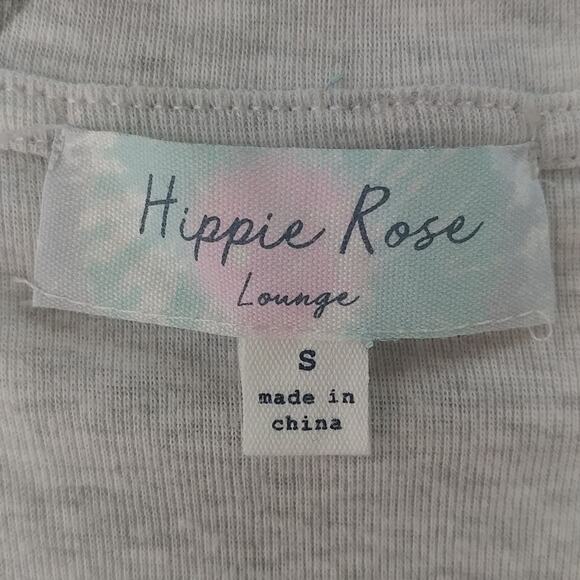 Hippie Rose
Lounge
S
made in
china